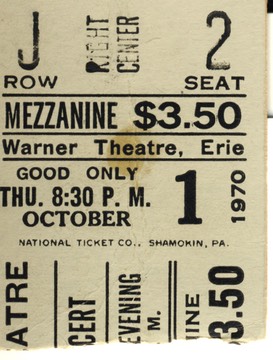 J RIGHT CENTER 2
ROW SEAT
MEZZANINE $3.50
Warner Theatre, Erie
GOOD ONLY
THU. 8:30 P. M.
OCTOBER 1 1970
NATIONAL TICKET CO., SHAMOKIN, PA.
ATRE
CERT
EVENING
M.
INE
3.50